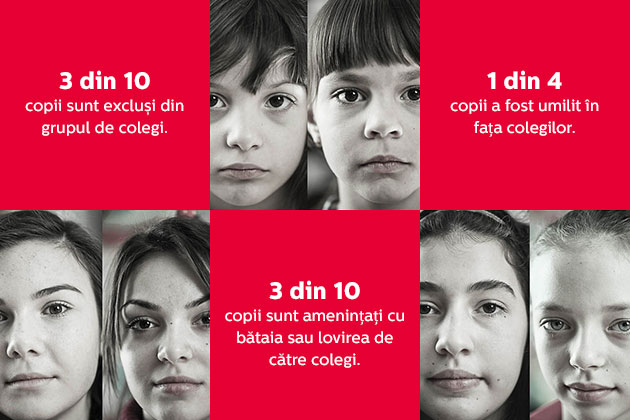 3 din 10
copii sunt excluși din
grupul de colegi.
1 din 4
copii a fost umilit în
fața colegilor.
3 din 10
copii sunt amenințați cu
bătaia sau lovirea de
către colegi.